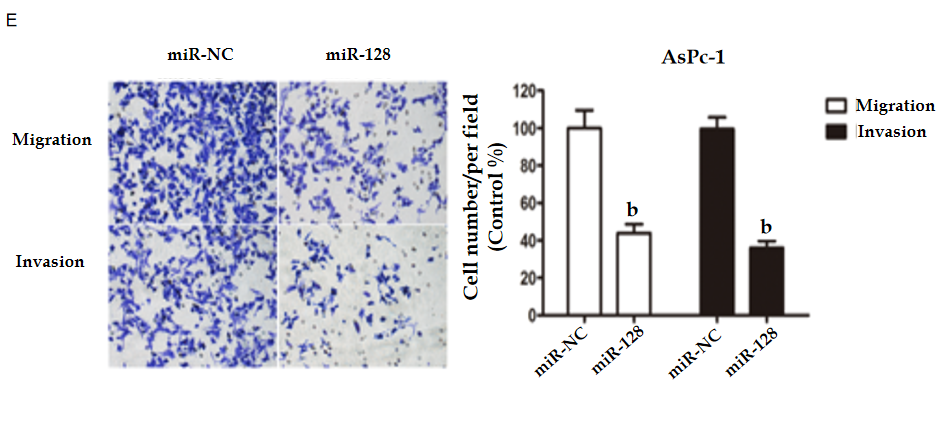 E
miR-NC
miR-128
Migration
Invasion
AsPc-1
Cell number/per field
(Control %)
120
100
80
60
40
20
0
b
b
miR-NC
miR-128
miR-NC
miR-128
Migration
Invasion